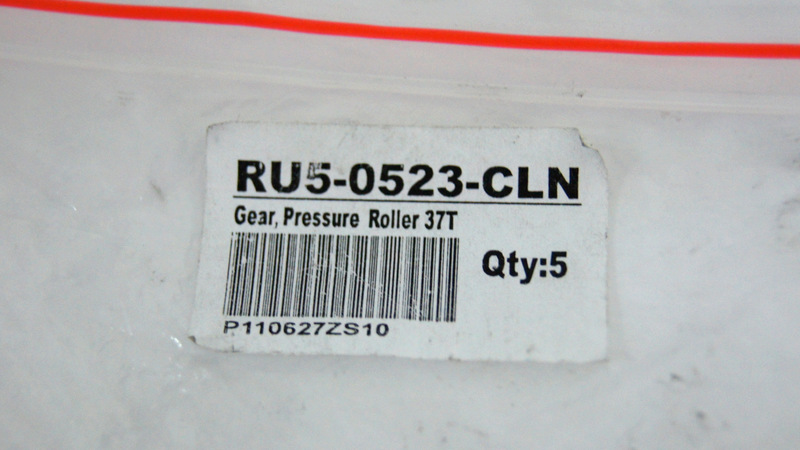 RU5-0523-CLN
Gear, Pressure Roller 37T
Qty:5
P110627ZS10